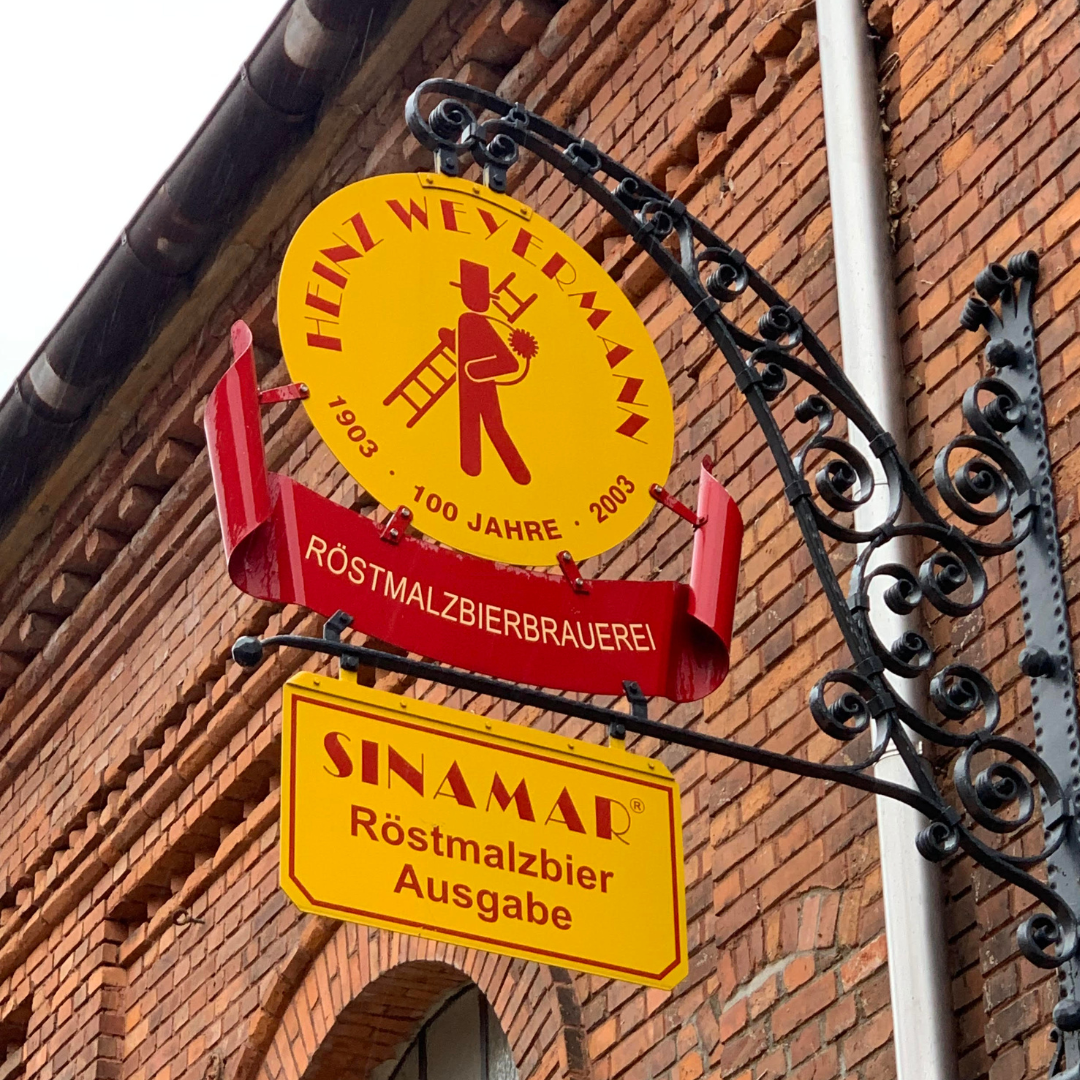 HEINZ WEYERMANN
1903 · 100 JAHRE · 2003
RÖSTMALZBIERBRAUEREI
SINAMAR®
Röstmalzbier
Ausgabe